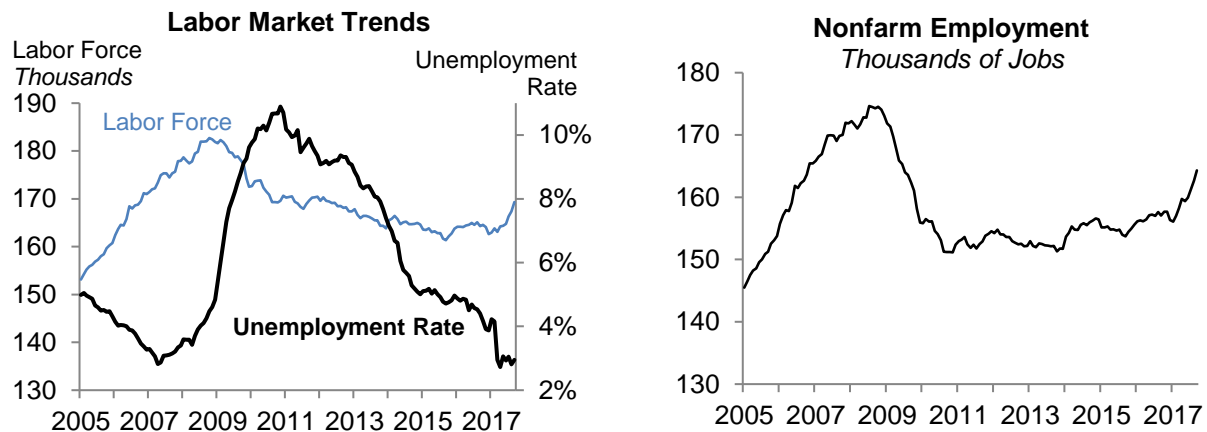 Labor Market Trends
Labor Force
Thousands
Unemployment
Rate
190
180
170
160
150
140
130
10%
8%
6%
4%
2%
Labor Force
Unemployment Rate
2005 2007 2009 2011 2013 2015 2017
Nonfarm Employment
Thousands of Jobs
180
170
160
150
140
130
2005 2007 2009 2011 2013 2015 2017